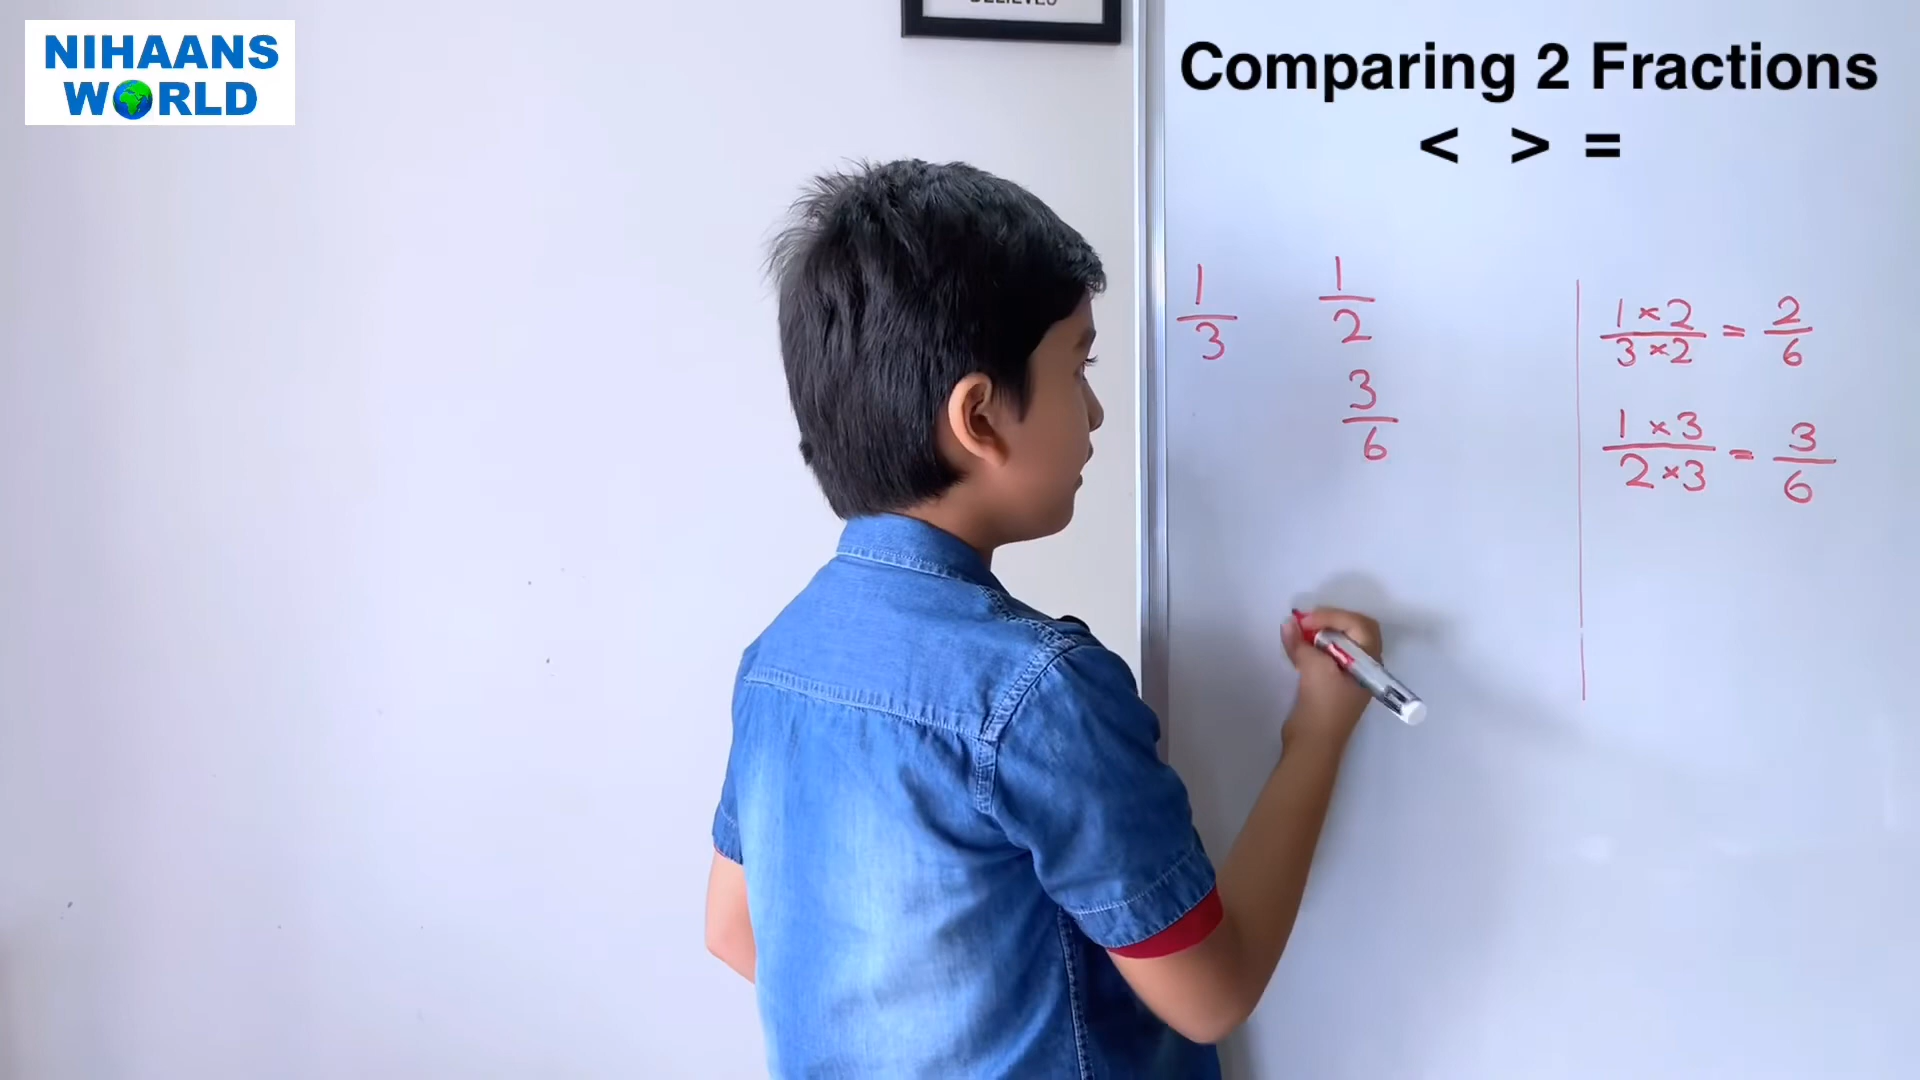 NIHAANS
WORLD
BELIEVES
Comparing 2 Fractions
< > =
1/3 1/2
3/6
1 × 2 / 3 × 2 = 2/6
1 × 3 / 2 × 3 = 3/6